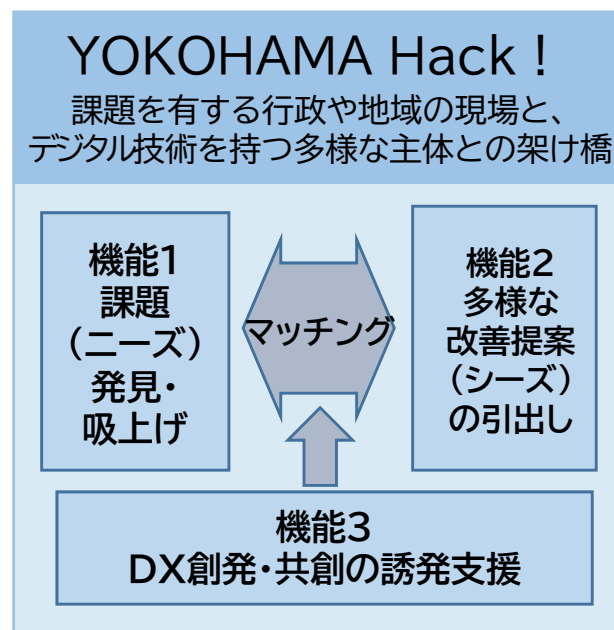 YOKOHAMA Hack！
課題を有する行政や地域の現場と、
デジタル技術を持つ多様な主体との架け橋
機能1
課題
（ニーズ）
発見・
吸上げ
マッチング
機能2
多様な
改善提案
（シーズ）
の引出し
機能3
DX創発・共創の誘発支援